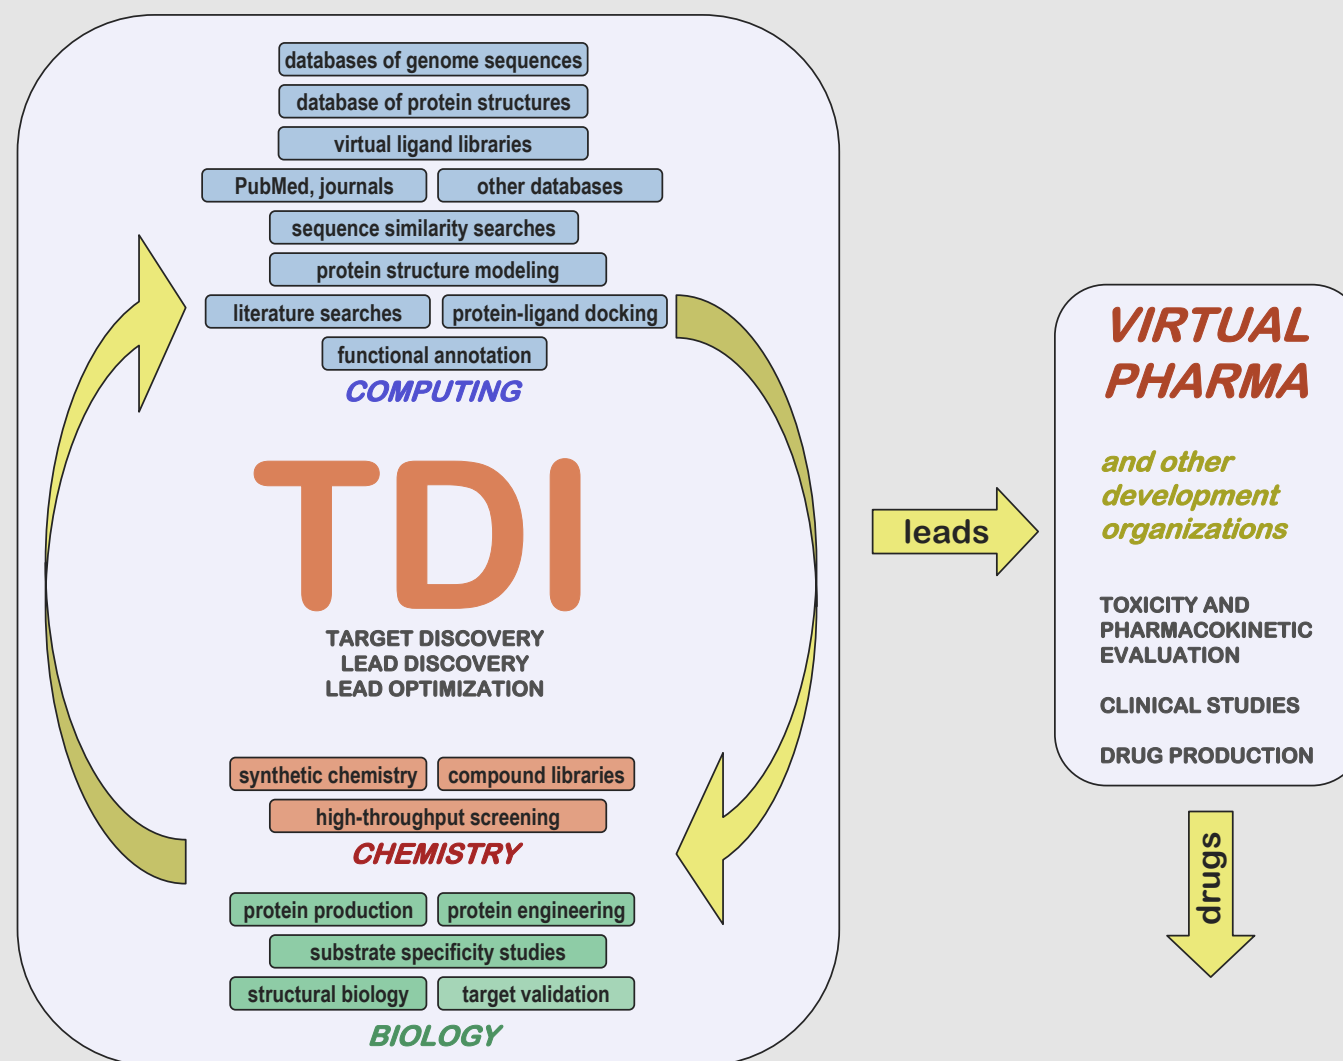 databases of genome sequences
database of protein structures
virtual ligand libraries
PubMed, journals
other databases
sequence similarity searches
protein structure modeling
literature searches
protein-ligand docking
functional annotation
COMPUTING
TDI
TARGET DISCOVERY
LEAD DISCOVERY
LEAD OPTIMIZATION
synthetic chemistry
compound libraries
high-throughput screening
CHEMISTRY
protein production
protein engineering
substrate specificity studies
structural biology
target validation
BIOLOGY
leads
VIRTUAL
PHARMA
and other
development
organizations
TOXICITY AND
PHARMACOKINETIC
EVALUATION
CLINICAL STUDIES
DRUG PRODUCTION
drugs